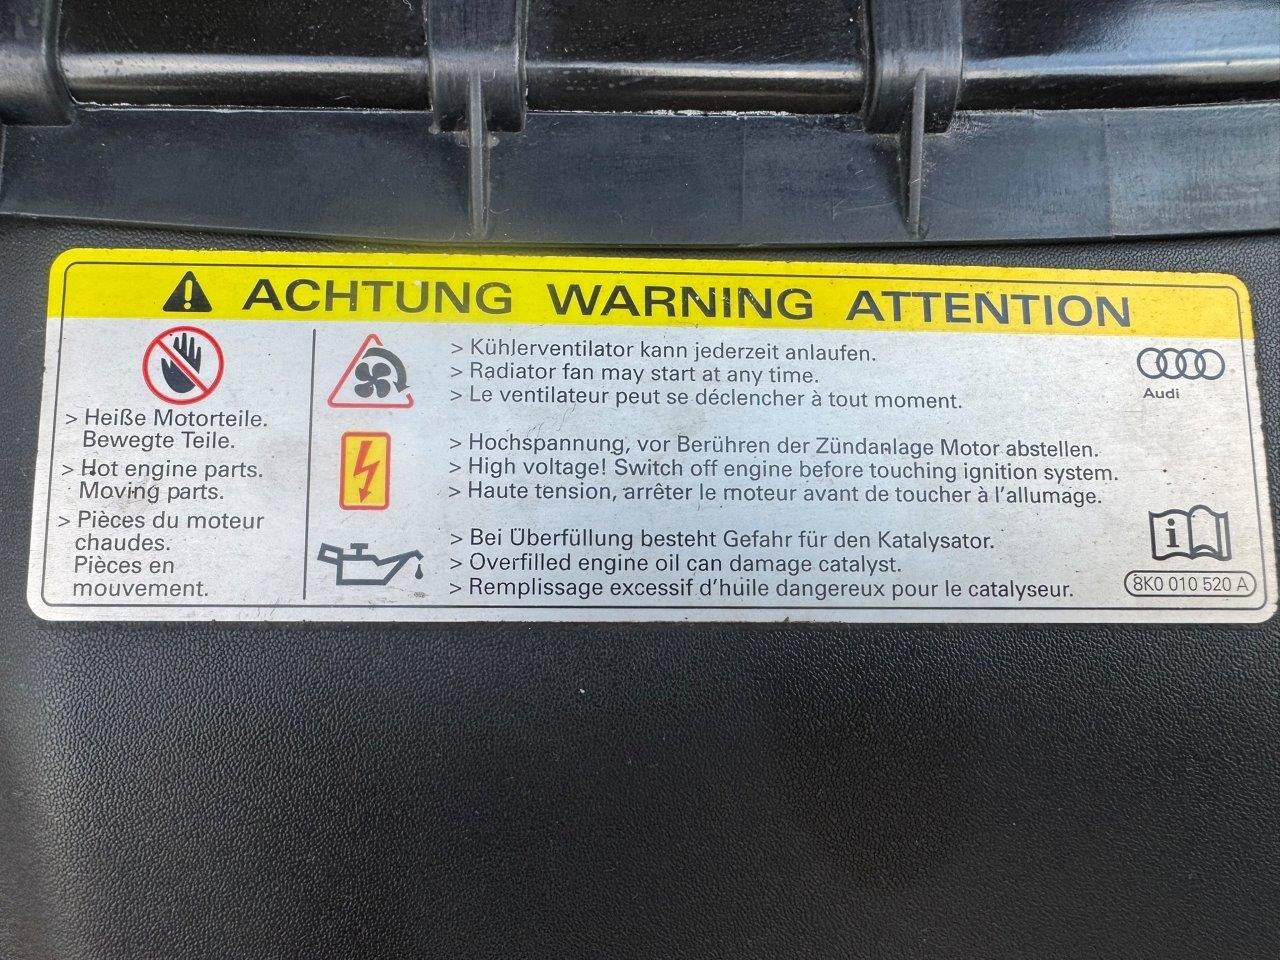 ACHTUNG WARNING ATTENTION
> Heiße Motorteile.
Bewegte Teile.
> Hot engine parts.
Moving parts.
> Pièces du moteur
chaudes.
Pièces en
mouvement.
> Kühlerventilator kann jederzeit anlaufen.
> Radiator fan may start at any time.
> Le ventilateur peut se déclencher à tout moment.
> Hochspannung, vor Berühren der Zündanlage Motor abstellen.
> High voltage! Switch off engine before touching ignition system.
> Haute tension, arrêter le moteur avant de toucher à l'allumage.
> Bei Überfüllung besteht Gefahr für den Katalysator.
> Overfilled engine oil can damage catalyst.
> Remplissage excessif d'huile dangereux pour le catalyseur.
Audi
i
8K0 010 520 A